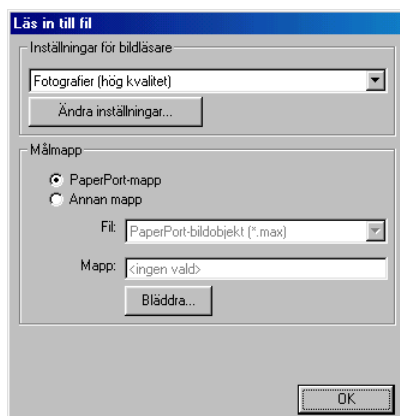 Läs in till fil
Inställningar för bildläsare
Fotografier (hög kvalitet)
Ändra inställningar...
Målmapp
PaperPort-mapp
Annan mapp
Fil: PaperPort-bildobjekt (*.max)
Mapp: <ingen vald>
Bläddra...
OK